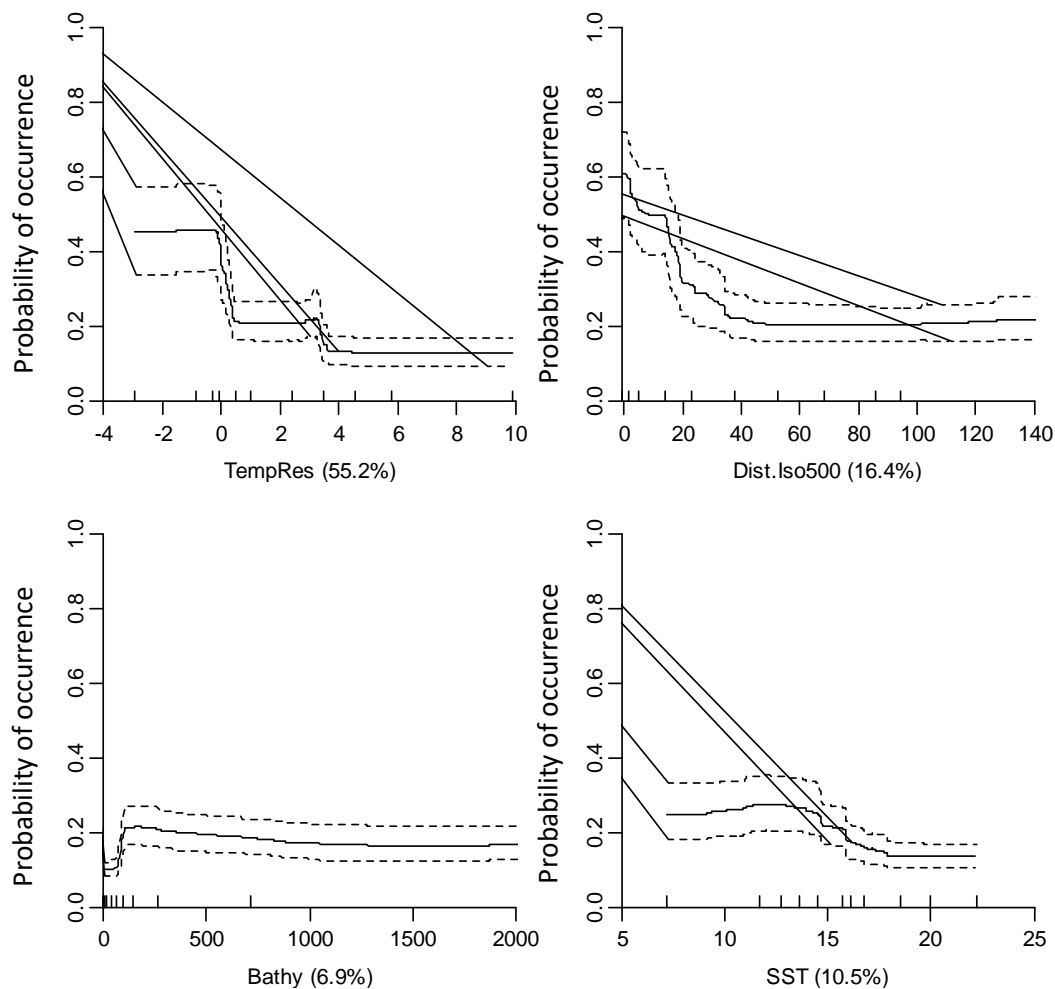 Probability of occurrence
0.0 0.2 0.4 0.6 0.8 1.0
-4 -2 0 2 4 6 8 10
TempRes (55.2%)
Probability of occurrence
0.0 0.2 0.4 0.6 0.8 1.0
0 20 40 60 80 100 120 140
Dist.Iso500 (16.4%)
Probability of occurrence
0.0 0.2 0.4 0.6 0.8 1.0
0 500 1000 1500 2000
Bathy (6.9%)
Probability of occurrence
0.0 0.2 0.4 0.6 0.8 1.0
5 10 15 20 25
SST (10.5%)